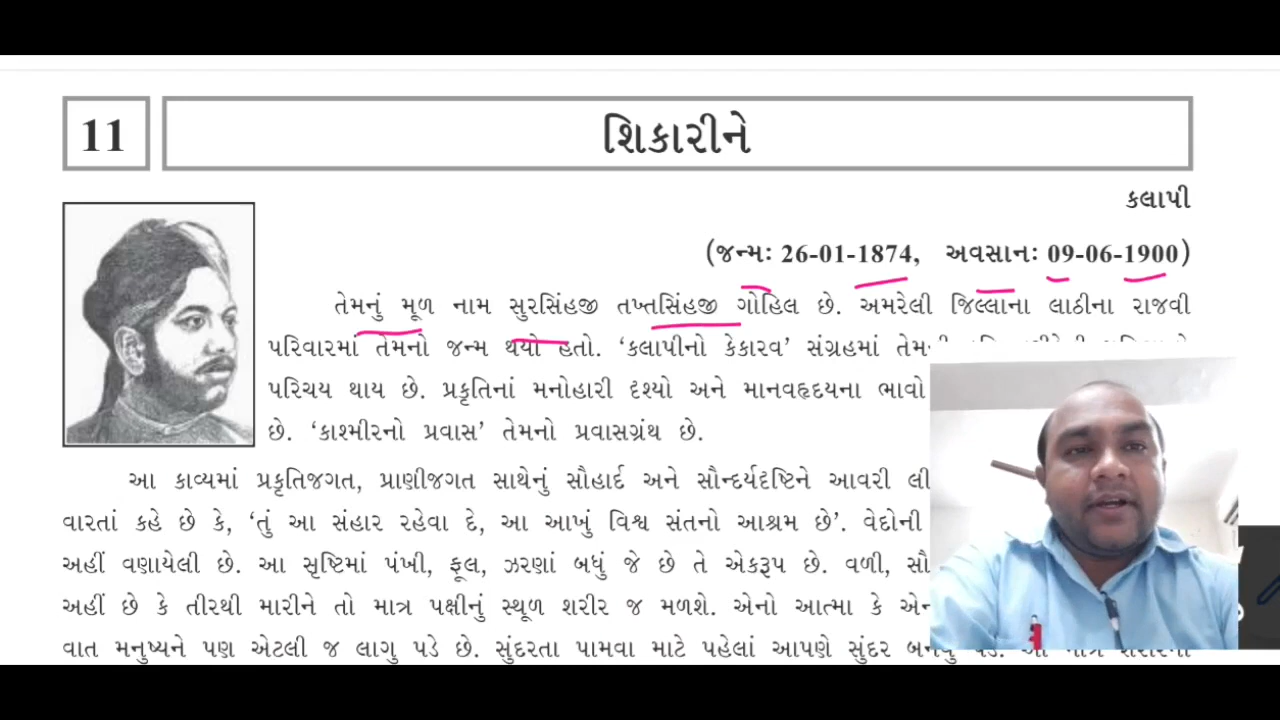 11
શિકારીને
કલાપી
(જન્મઃ 26-01-1874, અવસાનઃ 09-06-1900)
તેમનું મૂળ નામ સુરસિંહજી તખ્તસિંહજી ગોહિલ છે. અમરેલી જિલ્લાના લાઠીના રાજવી
પરિવારમાં તેમનો જન્મ થયો હતો. ‘કલાપીનો કેકારવ’ સંગ્રહમાં
પરિચય થાય છે. પ્રકૃતિનાં મનોહારી દૃશ્યો અને માનવહૃદયના ભાવો
છે. ‘કાશ્મીરનો પ્રવાસ’ તેમનો પ્રવાસગ્રંથ છે.
આ કાવ્યમાં પ્રકૃતિજગત, પ્રાણીજગત સાથેનું સૌહાર્દ અને સૌન્દર્યદૃષ્ટિને આવરી
વારતાં કહે છે કે, ‘તું આ સંહાર રહેવા દે, આ આખું વિશ્વ સંતનો આશ્રમ છે’. વેદોની
અહીં વણાયેલી છે. આ સૃષ્ટિમાં પંખી, ફૂલ, ઝરણાં બધું જે છે તે એકરૂપ છે. વળી,
અહીં છે કે તીરથી મારીને તો માત્ર પક્ષીનું સ્થૂળ શરીર જ મળશે. એનો આત્મા કે
વાત મનુષ્યને પણ એટલી જ લાગુ પડે છે. સુંદરતા પામવા માટે પહેલાં આપણે સુંદર